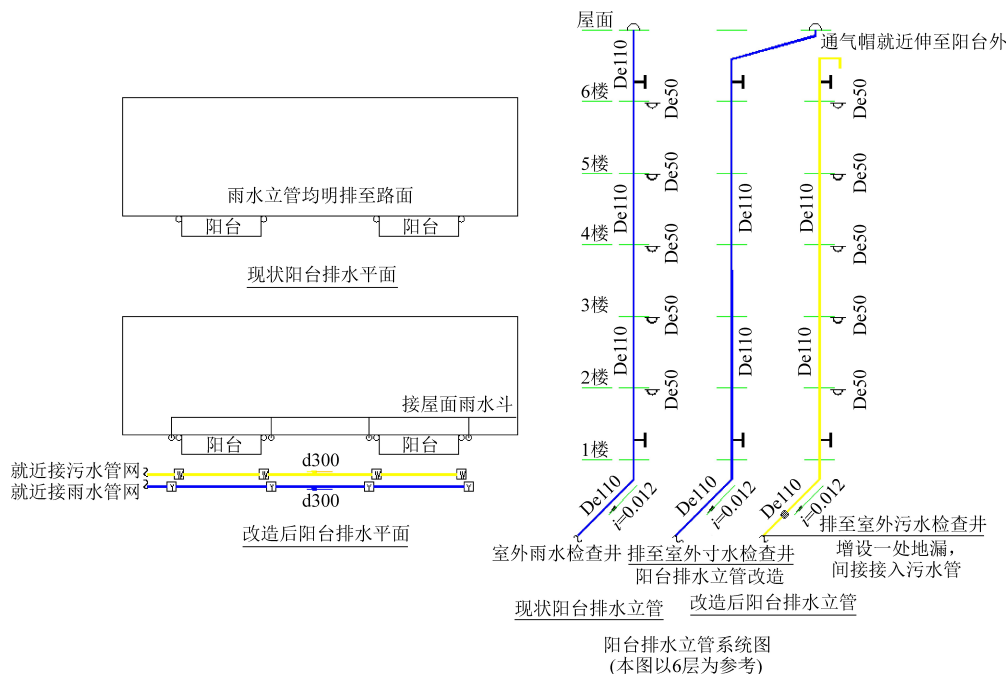 屋面
通气帽就近伸至阳台外
De110
6楼
De50
De50
5楼
De50
De50
雨水立管均明排至路面
De110
De110
De110
阳台
阳台
4楼
De50
De50
现状阳台排水平面
3楼
De50
De50
De110
De110
De110
2楼
De50
De50
接屋面雨水斗
阳台
阳台
1楼
就近接污水管网
d300
W
W
W
W
就近接雨水管网
Y
Y
Y
Y
d300
De110
i=0.012
De110
i=0.012
De110
i=0.012
改造后阳台排水平面
室外雨水检查井
排至室外寸水检查井
阳台排水立管改造
排至室外污水检查井
增设一处地漏，
间接接入污水管
现状阳台排水立管
改造后阳台排水立管
阳台排水立管系统图
(本图以6层为参考)